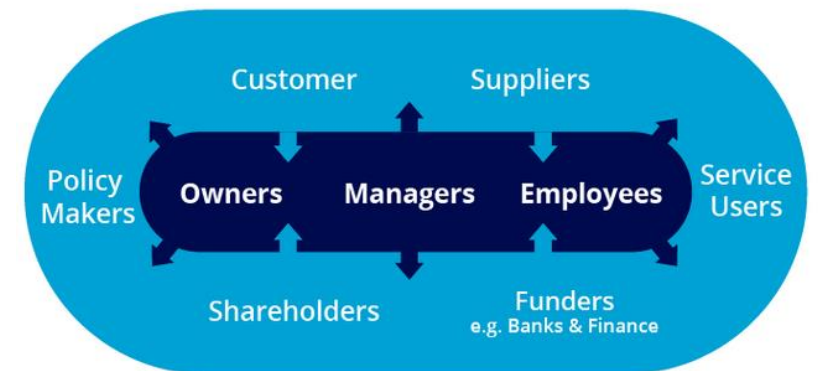 Customer
Suppliers
Policy
Makers
Owners
Managers
Employees
Service
Users
Shareholders
Funders
e.g. Banks & Finance